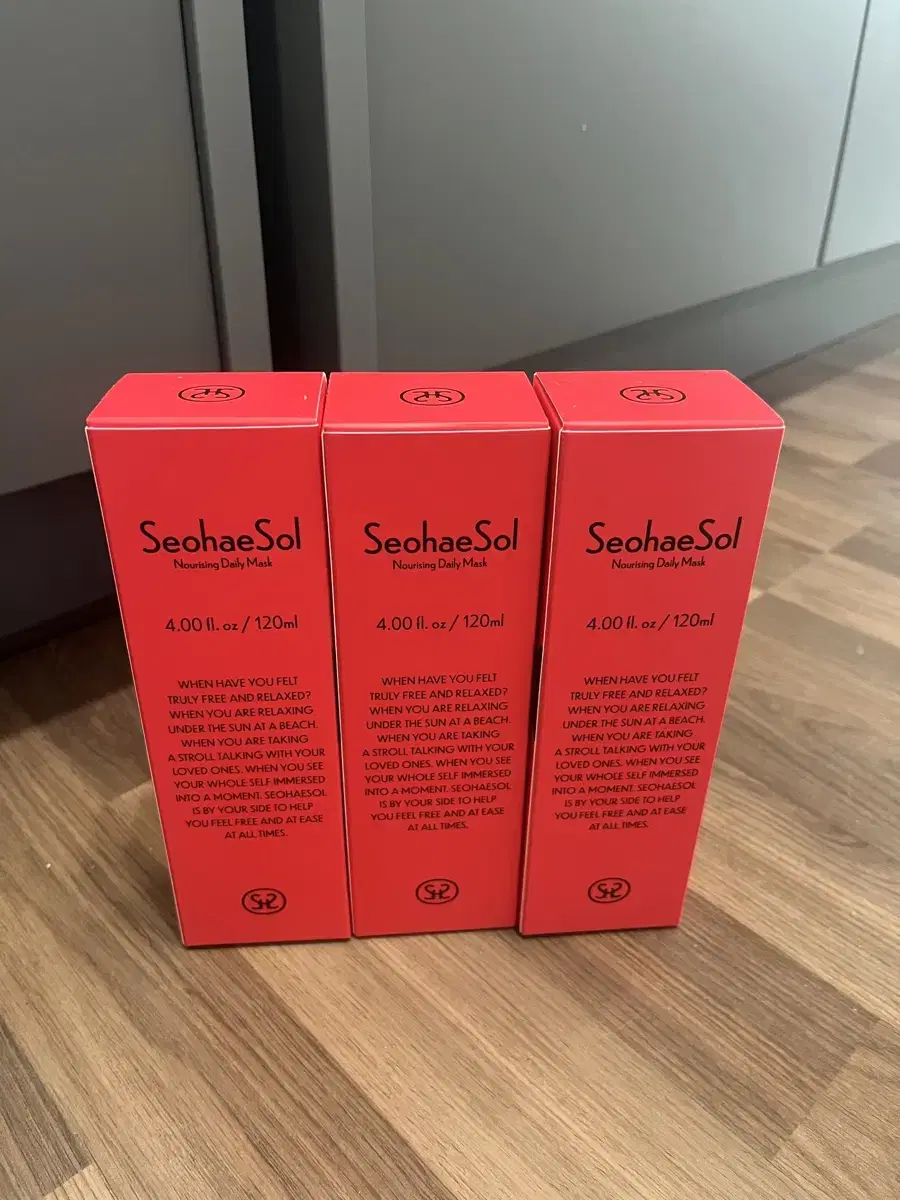 SHS
SHS
SHS
SeohaeSol
Nourising Daily Mask
4.00 fl. oz / 120ml
WHEN HAVE YOU FELT
TRULY FREE AND RELAXED?
WHEN YOU ARE RELAXING
UNDER THE SUN AT A BEACH.
WHEN YOU ARE TAKING
A STROLL TALKING WITH YOUR
LOVED ONES. WHEN YOU SEE
YOUR WHOLE SELF IMMERSED
INTO A MOMENT. SEOHAESOL
IS BY YOUR SIDE TO HELP
YOU FEEL FREE AND AT EASE
AT ALL TIMES.
SHS
SeohaeSol
Nourising Daily Mask
4.00 fl. oz / 120ml
WHEN HAVE YOU FELT
TRULY FREE AND RELAXED?
WHEN YOU ARE RELAXING
UNDER THE SUN AT A BEACH.
WHEN YOU ARE TAKING
A STROLL TALKING WITH YOUR
LOVED ONES. WHEN YOU SEE
YOUR WHOLE SELF IMMERSED
INTO A MOMENT. SEOHAESOL
IS BY YOUR SIDE TO HELP
YOU FEEL FREE AND AT EASE
AT ALL TIMES.
SHS
SeohaeSol
Nourising Daily Mask
4.00 fl. oz / 120ml
WHEN HAVE YOU FELT
TRULY FREE AND RELAXED?
WHEN YOU ARE RELAXING
UNDER THE SUN AT A BEACH.
WHEN YOU ARE TAKING
A STROLL TALKING WITH YOUR
LOVED ONES. WHEN YOU SEE
YOUR WHOLE SELF IMMERSED
INTO A MOMENT. SEOHAESOL
IS BY YOUR SIDE TO HELP
YOU FEEL FREE AND AT EASE
AT ALL TIMES.
SHS